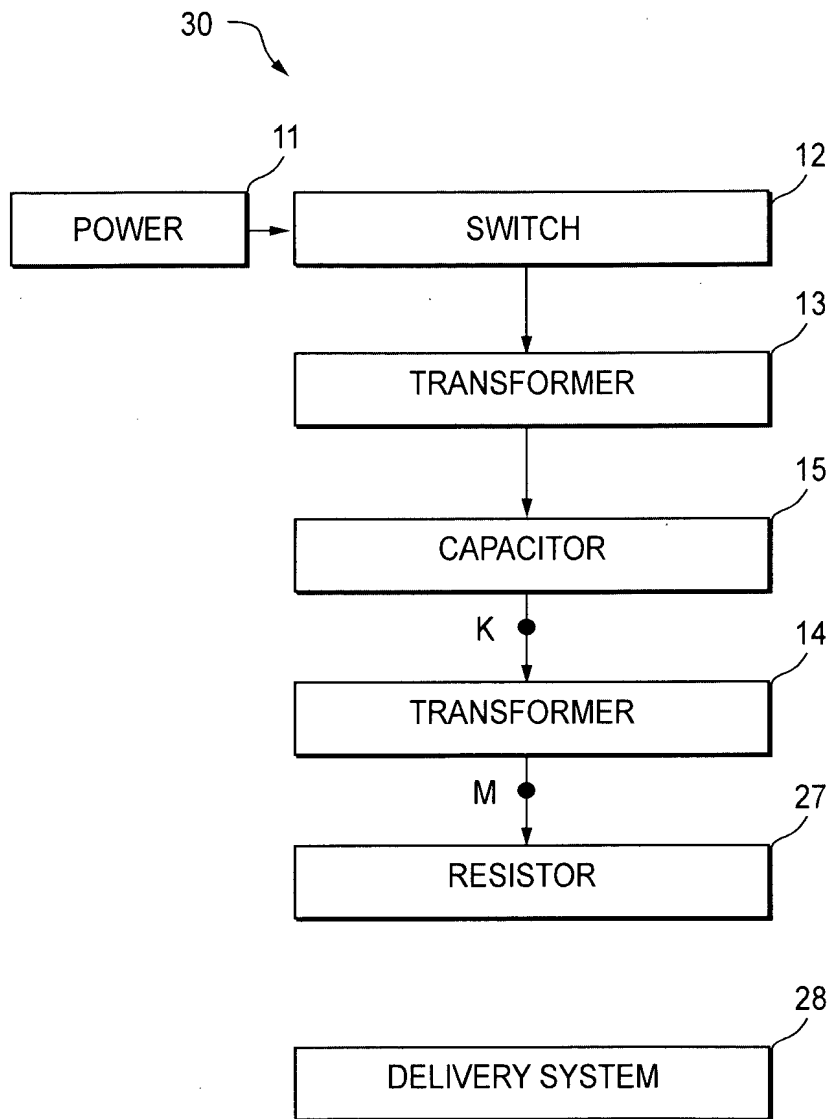 30
11
12
POWER
SWITCH
13
TRANSFORMER
15
CAPACITOR
K
14
TRANSFORMER
M
27
RESISTOR
28
DELIVERY SYSTEM